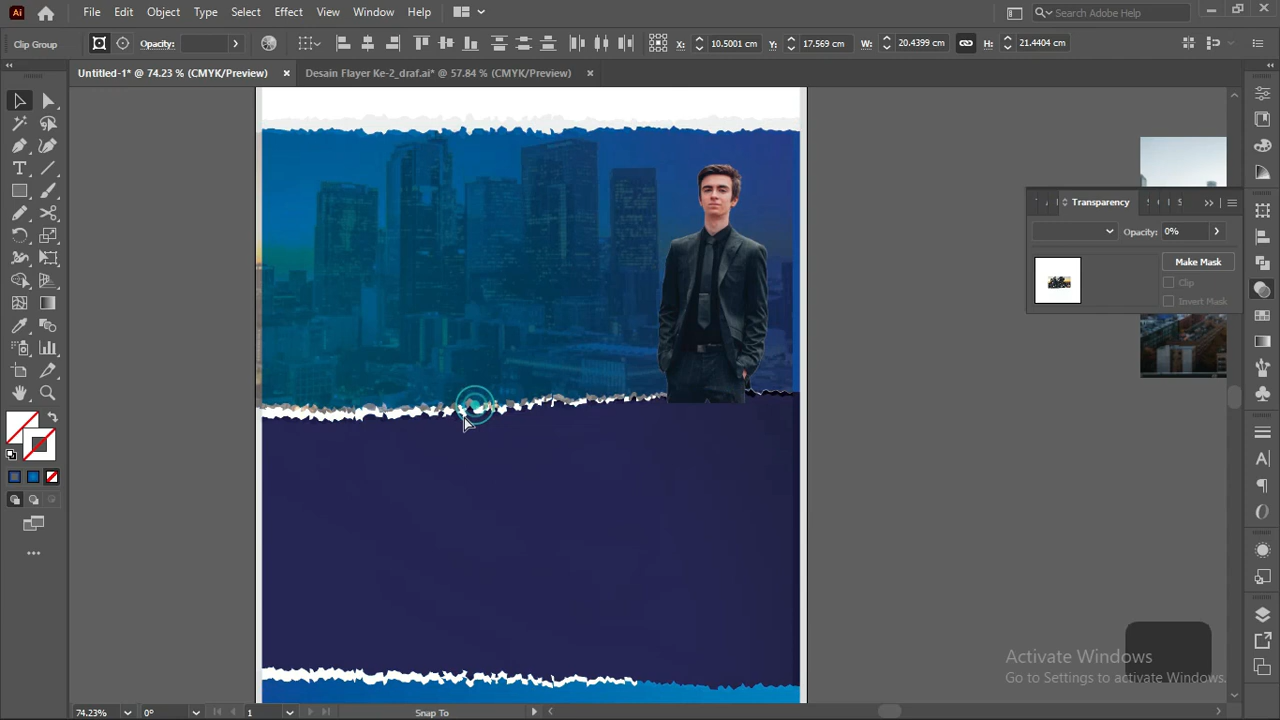 Ai File Edit Object Type Select Effect View Window Help Search Adobe Help
Clip Group Opacity: X: 10.5001 cm Y: 17.569 cm W: 20.4399 cm H: 21.4404 cm
Untitled-1* @ 74.23 % (CMYK/Preview) × Desain Flayer Ke-2_draf.ai* @ 57.84 % (CMYK/Preview) ×
Transparency
Opacity: 0%
Make Mask
Clip
Invert Mask
Activate Windows
Go to Settings to activate Windows.
74.23% 0° 1 Snap To